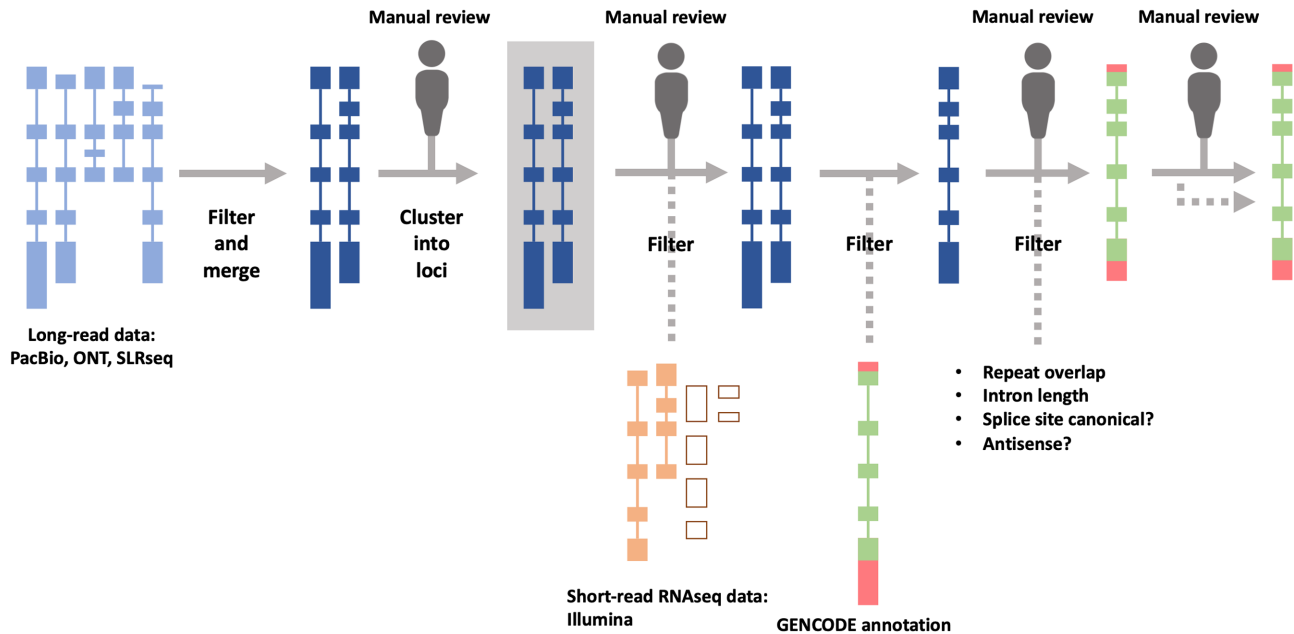 Manual review
Manual review
Manual review
Manual review
Filter
and
merge
Cluster
into
loci
Filter
Filter
Filter
Long-read data:
PacBio, ONT, SLRseq
• Repeat overlap
• Intron length
• Splice site canonical?
• Antisense?
Short-read RNAseq data:
Illumina
GENCODE annotation